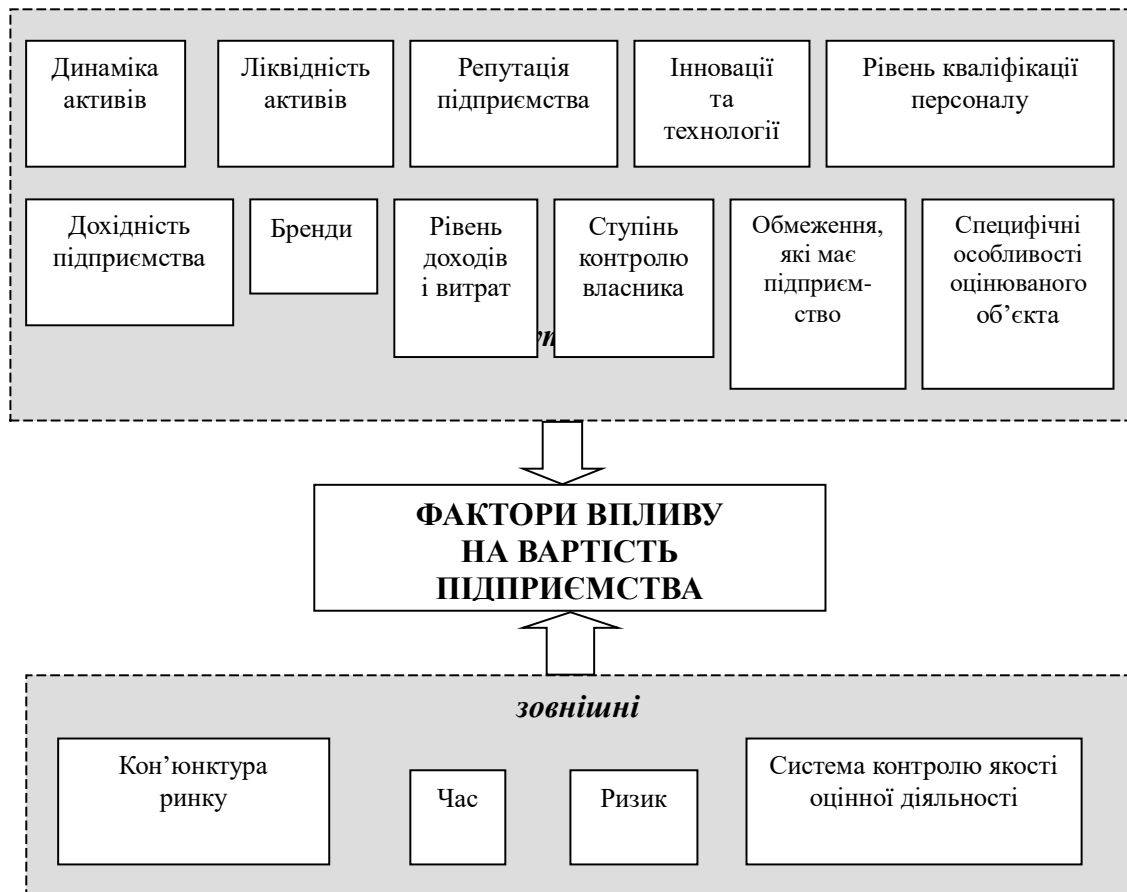 Динаміка
активів
Ліквідність
активів
Репутація
підприємства
Інновації
та
технології
Рівень кваліфікації
персоналу
Дохідність
підприємства
Бренди
Рівень
доходів
і витрат
Ступінь
контролю
власника
Обмеження,
які має
підприєм-
ство
Специфічні
особливості
оцінюваного
об’єкта
ФАКТОРИ ВПЛИВУ
НА ВАРТІСТЬ
ПІДПРИЄМСТВА
зовнішні
Кон’юнктура
ринку
Час
Ризик
Система контролю якості
оцінної діяльності